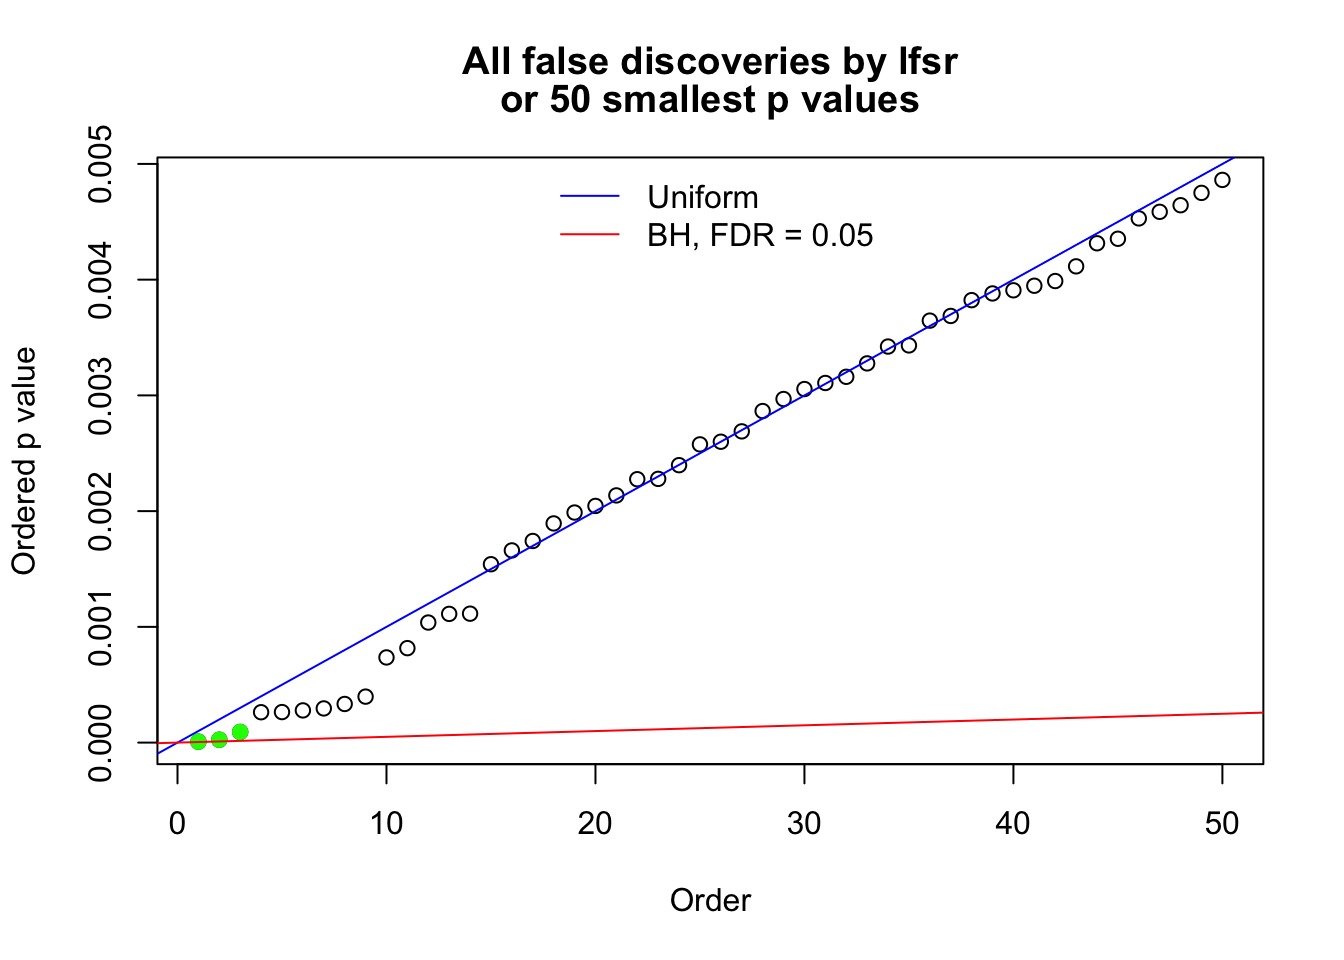 All false discoveries by lfsr
or 50 smallest p values
Uniform
BH, FDR = 0.05
Ordered p value
0.005
0.004
0.003
0.002
0.001
0.000
0 10 20 30 40 50
Order